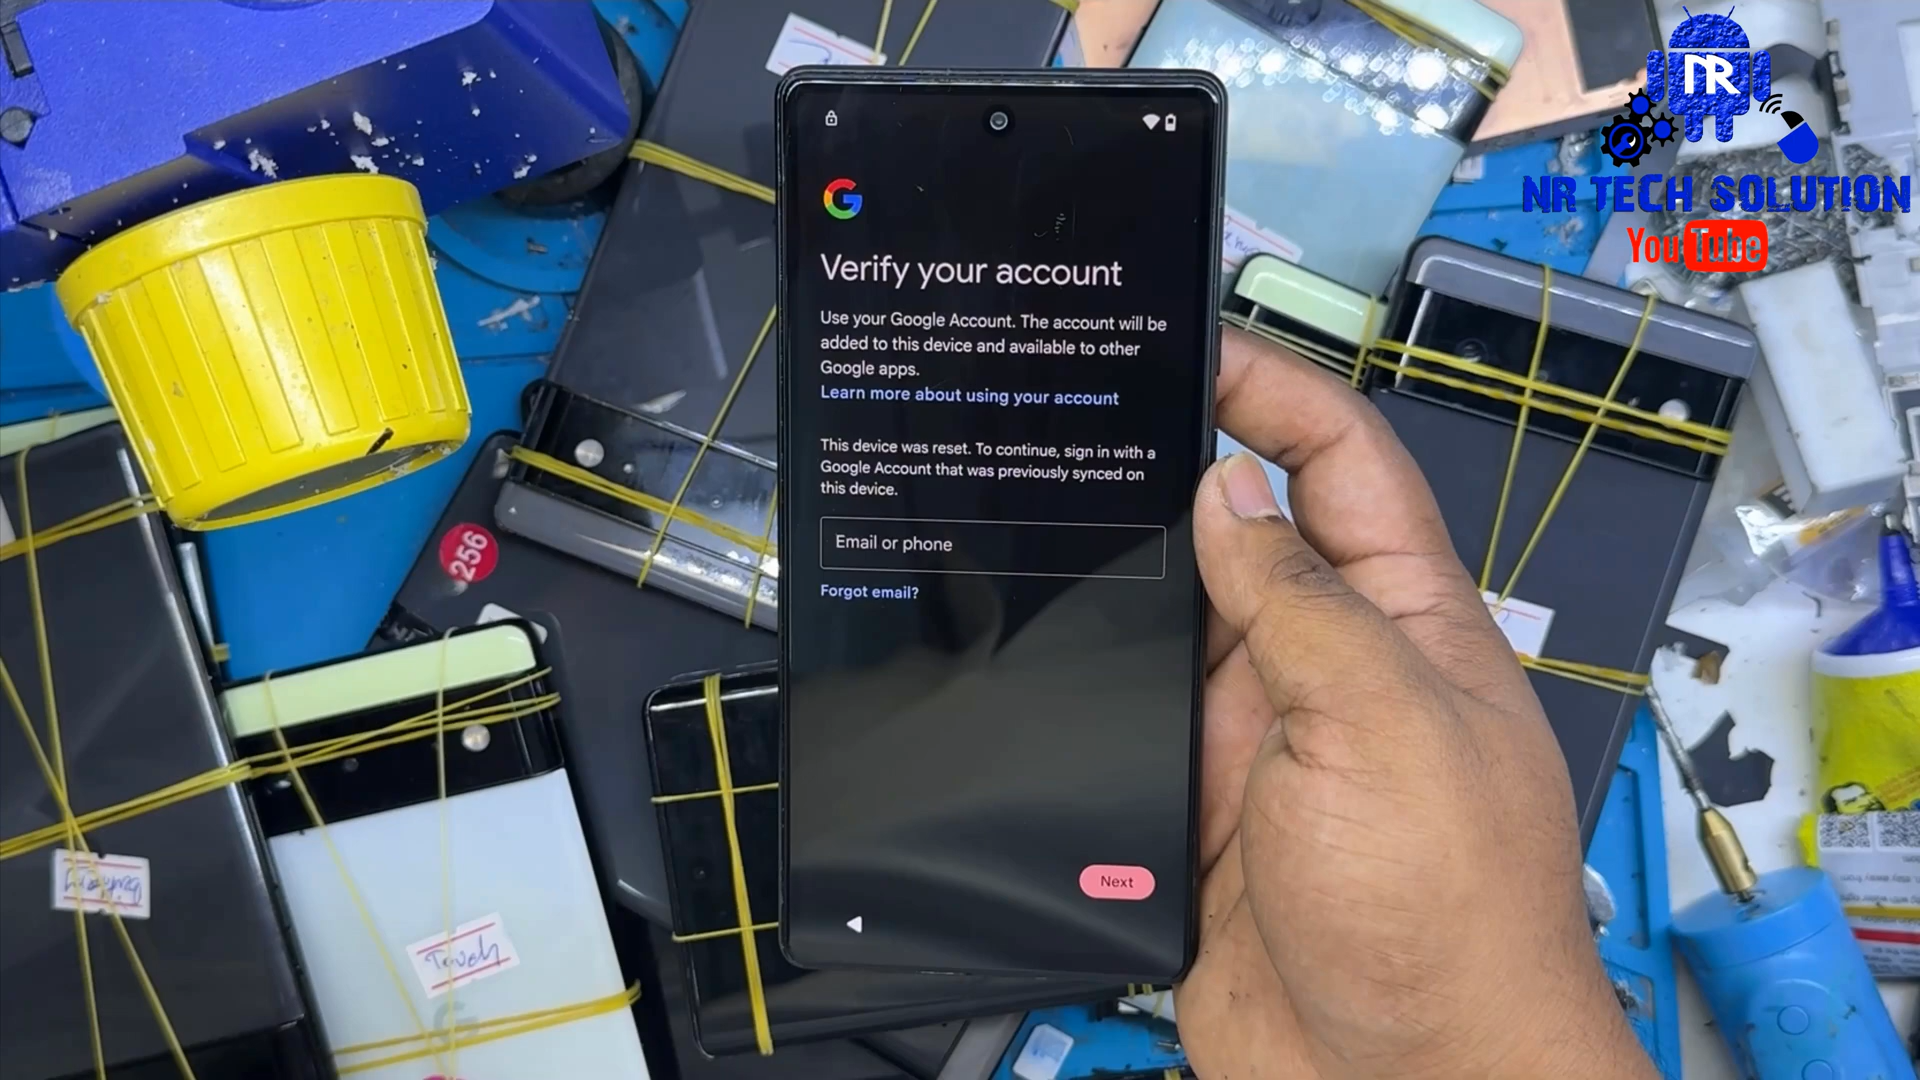 NR
NR TECH SOLUTION
YouTube
Verify your account
Use your Google Account. The account will be
added to this device and available to other
Google apps.
Learn more about using your account
This device was reset. To continue, sign in with a
Google Account that was previously synced on
this device.
Email or phone
Forgot email?
Next
256
Touch
G